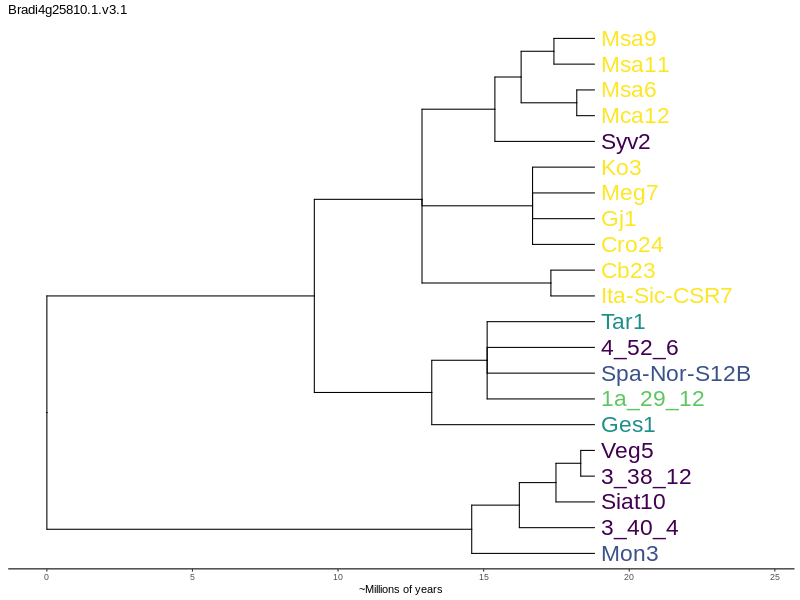 Bradi4g25810.1.v3.1
Msa9
Msa11
Msa6
Mca12
Syv2
Ko3
Meg7
Gj1
Cro24
Cb23
Ita-Sic-CSR7
Tar1
4_52_6
Spa-Nor-S12B
1a_29_12
Ges1
Veg5
3_38_12
Siat10
3_40_4
Mon3
0 5 10 15 20 25
~Millions of years